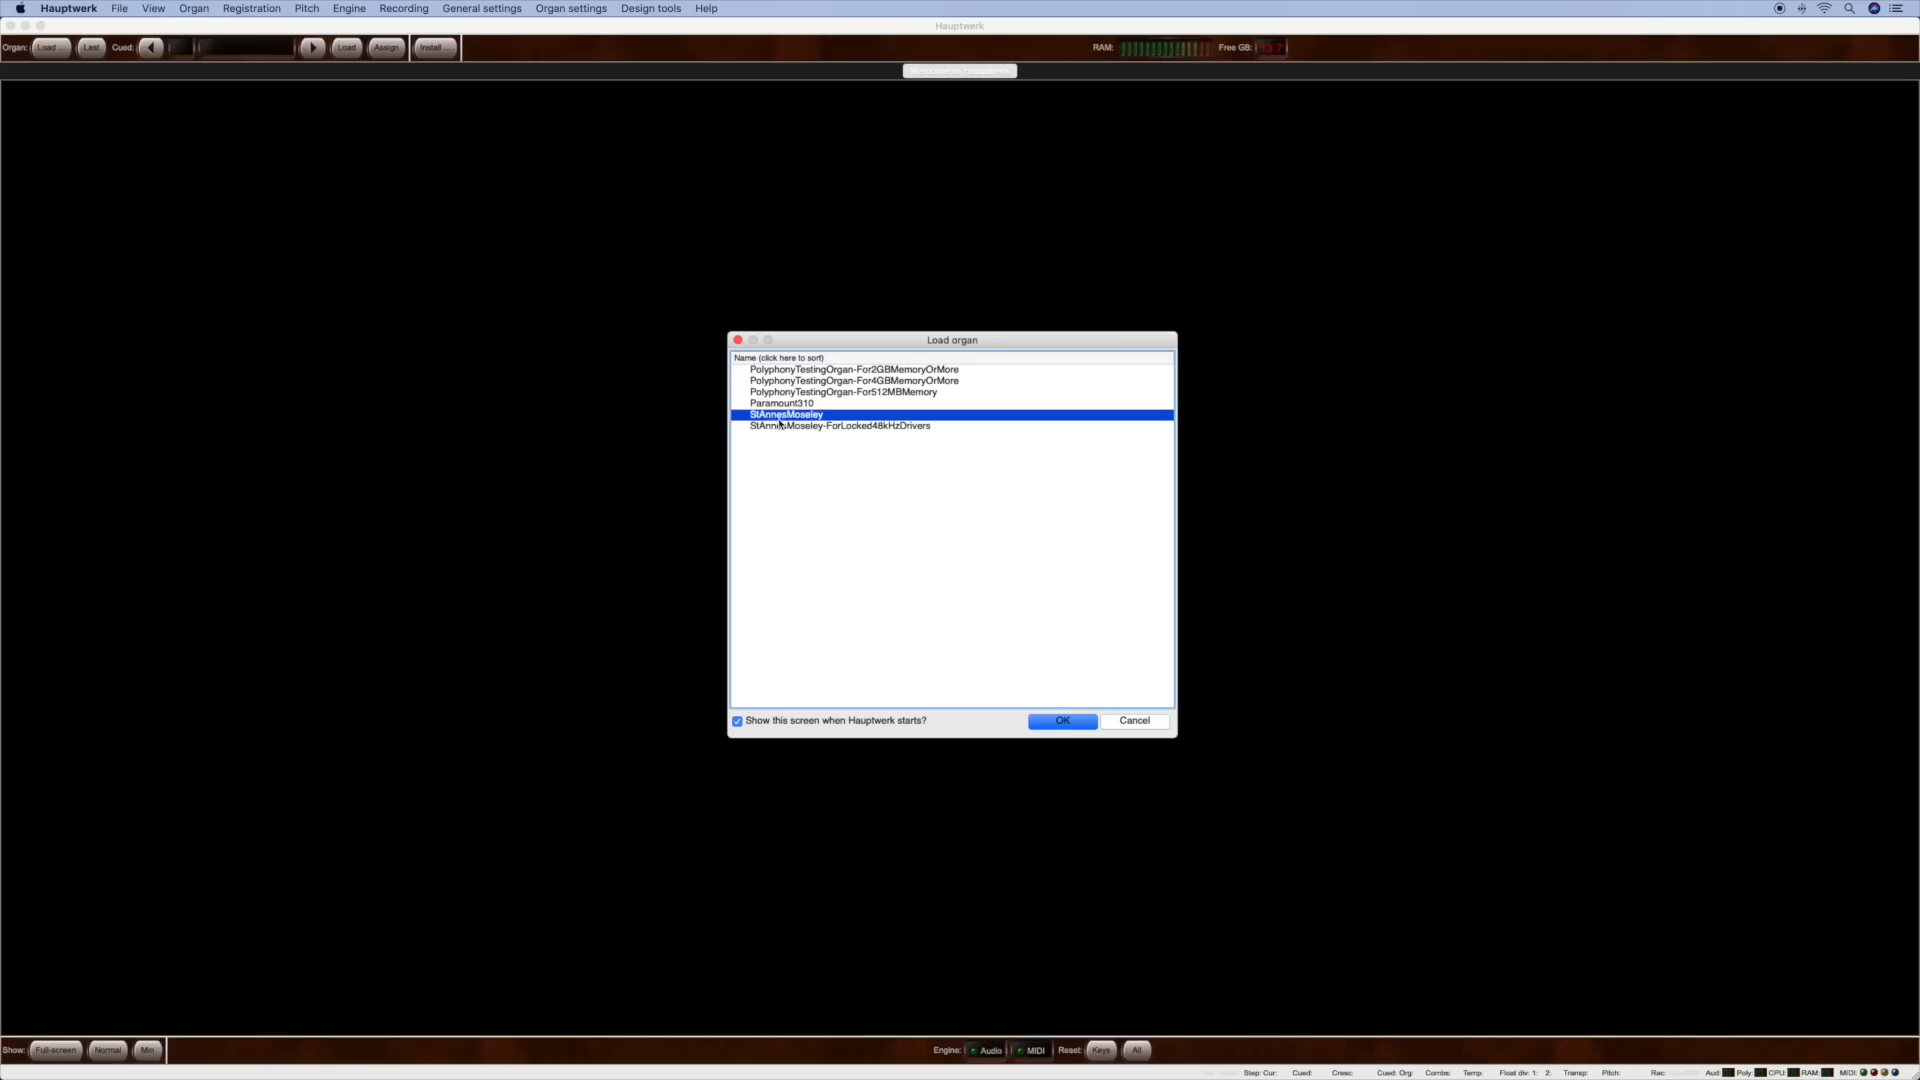 Hauptwerk File View Organ Registration Pitch Engine Recording General settings Organ settings Design tools Help
Hauptwerk
Organ: Load ... Last Cued: Load Assign Install ... RAM: Free GB: 13.7
Load organ
Name (click here to sort)
PolyphonyTestingOrgan-For2GBMemoryOrMore
PolyphonyTestingOrgan-For4GBMemoryOrMore
PolyphonyTestingOrgan-For512MBMemory
Paramount310
StAnnesMoseley
StAnnesMoseley-ForLocked48kHzDrivers
Show this screen when Hauptwerk starts? OK Cancel
Show: Full-screen Normal Min Engine: Audio MIDI Reset: Keys All
Step: Cur: Cued: Cresc: Cued: Org: Combs: Temp: Float div: 1: 2: Transp: Pitch: Rec: Aud: Poly: CPU: RAM: MIDI: